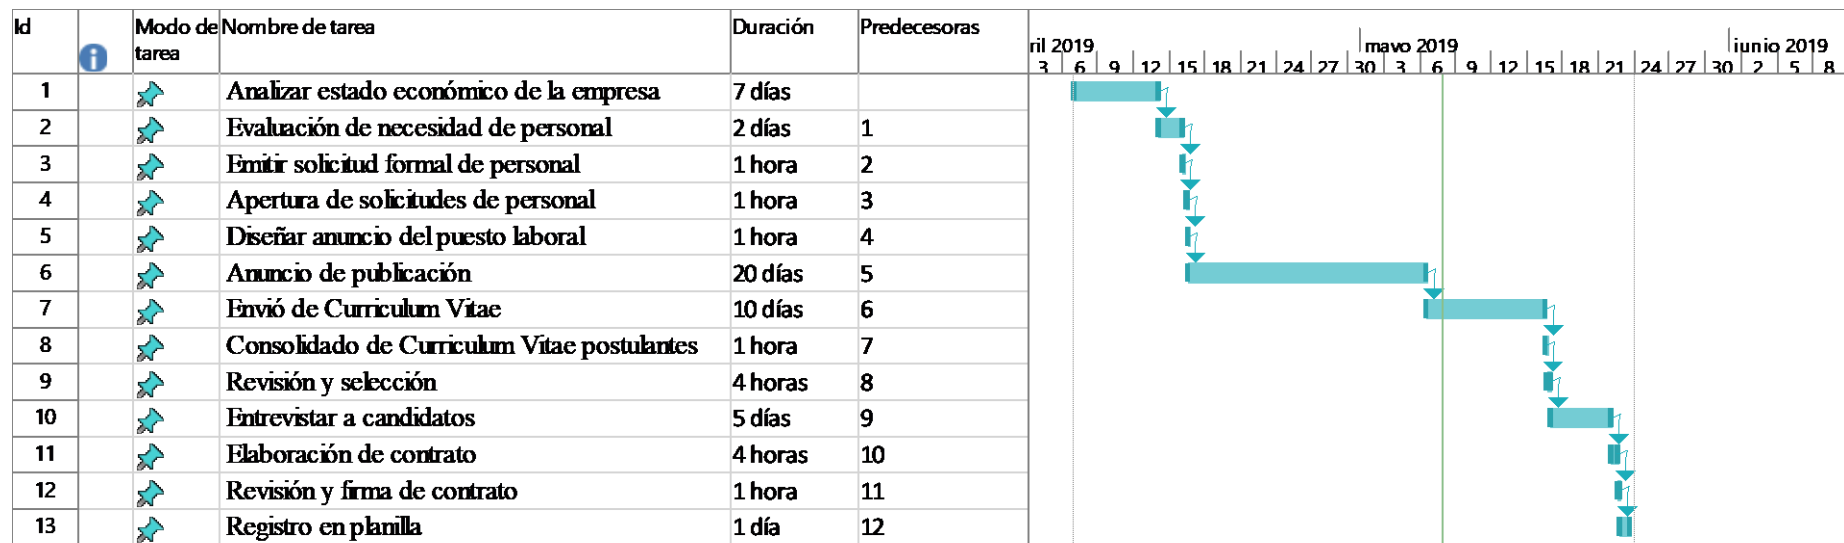 Id Modo de tarea Nombre de tarea Duración Predecesoras
ril 2019 mayo 2019 junio 2019
3 6 9 12 15 18 21 24 27 30 3 6 9 12 15 18 21 24 27 30 2 5 8
1 Analizar estado económico de la empresa 7 días
2 Evaluación de necesidad de personal 2 días 1
3 Emitir solicitud formal de personal 1 hora 2
4 Apertura de solicitudes de personal 1 hora 3
5 Diseñar anuncio del puesto laboral 1 hora 4
6 Anuncio de publicación 20 días 5
7 Envió de Curriculum Vitae 10 días 6
8 Consolidado de Curriculum Vitae postulantes 1 hora 7
9 Revisión y selección 4 horas 8
10 Entrevistar a candidatos 5 días 9
11 Elaboración de contrato 4 horas 10
12 Revisión y firma de contrato 1 hora 11
13 Registro en planilla 1 día 12